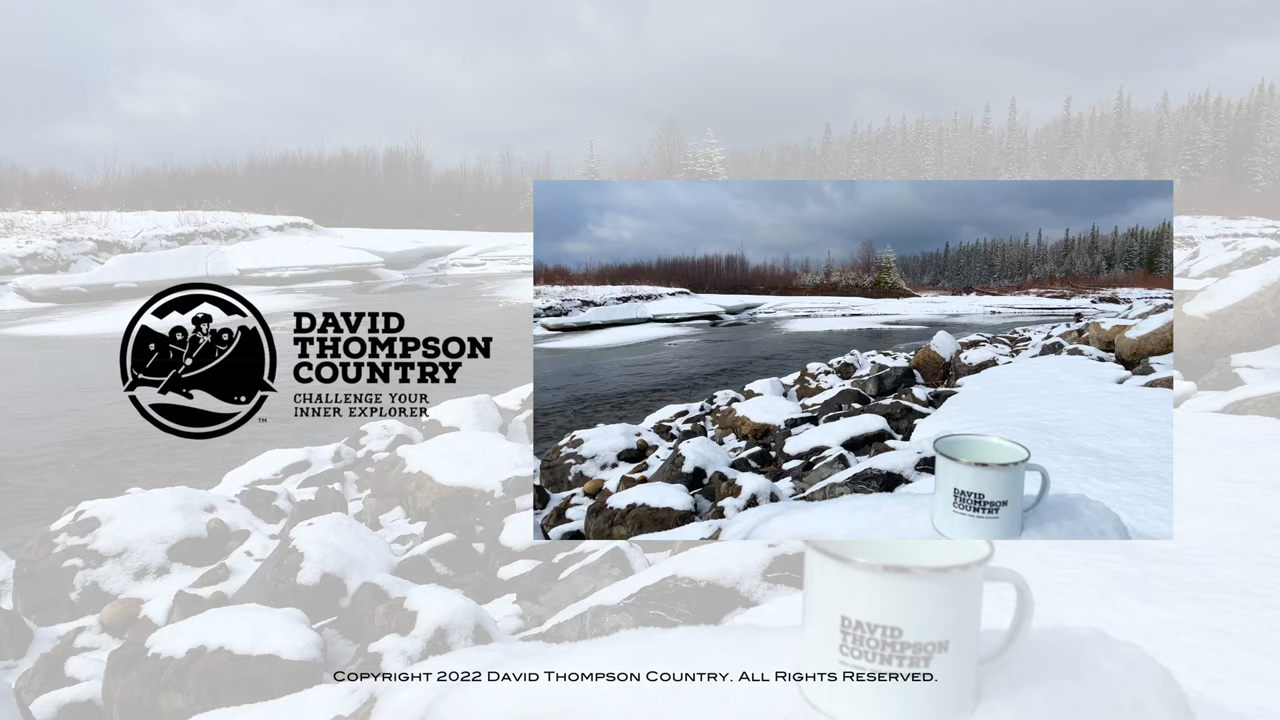 DAVID
THOMPSON
COUNTRY
CHALLENGE YOUR
INNER EXPLORER
TM
DAVID
THOMPSON
COUNTRY
DAVID
THOMPSON
COUNTRY
COPYRIGHT 2022 DAVID THOMPSON COUNTRY. ALL RIGHTS RESERVED.